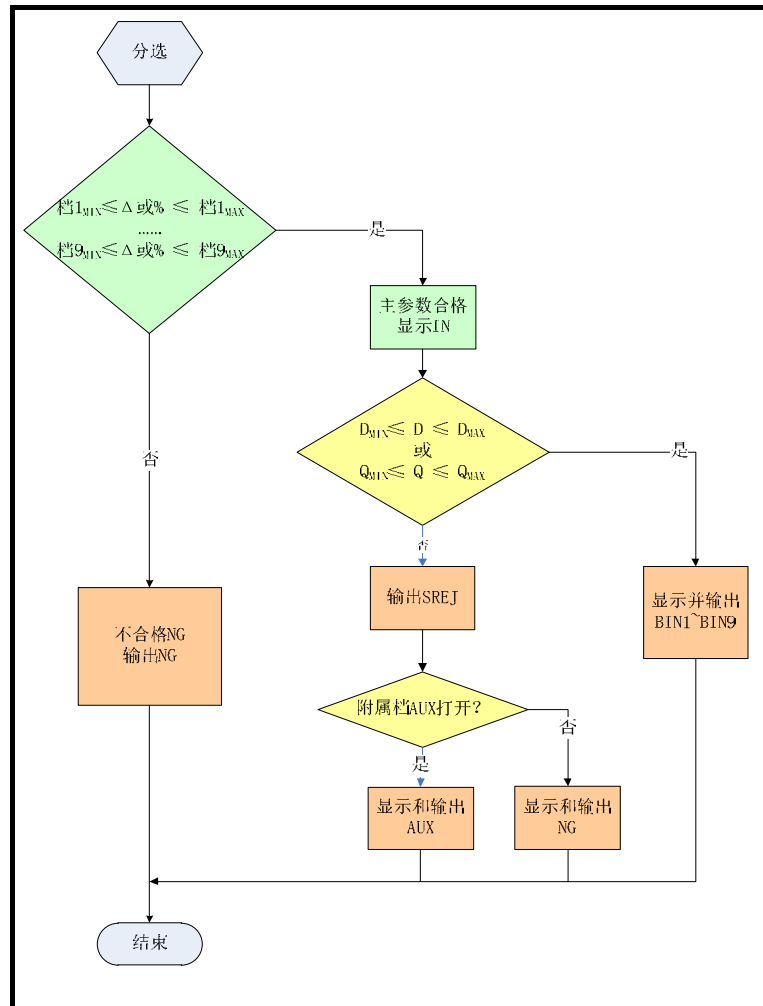 分选
档1MIN≤Δ或% ≤ 档1MAX
......
档9MIN≤Δ或% ≤ 档9MAX
是
主参数合格
显示IN
DMIN≤ D ≤ DMAX
或
QMIN≤ Q ≤ QMAX
是
否
否
输出SREJ
显示并输出
BIN1~BIN9
不合格NG
输出NG
附属档AUX打开?
否
是
显示和输出
AUX
显示和输出
NG
结束